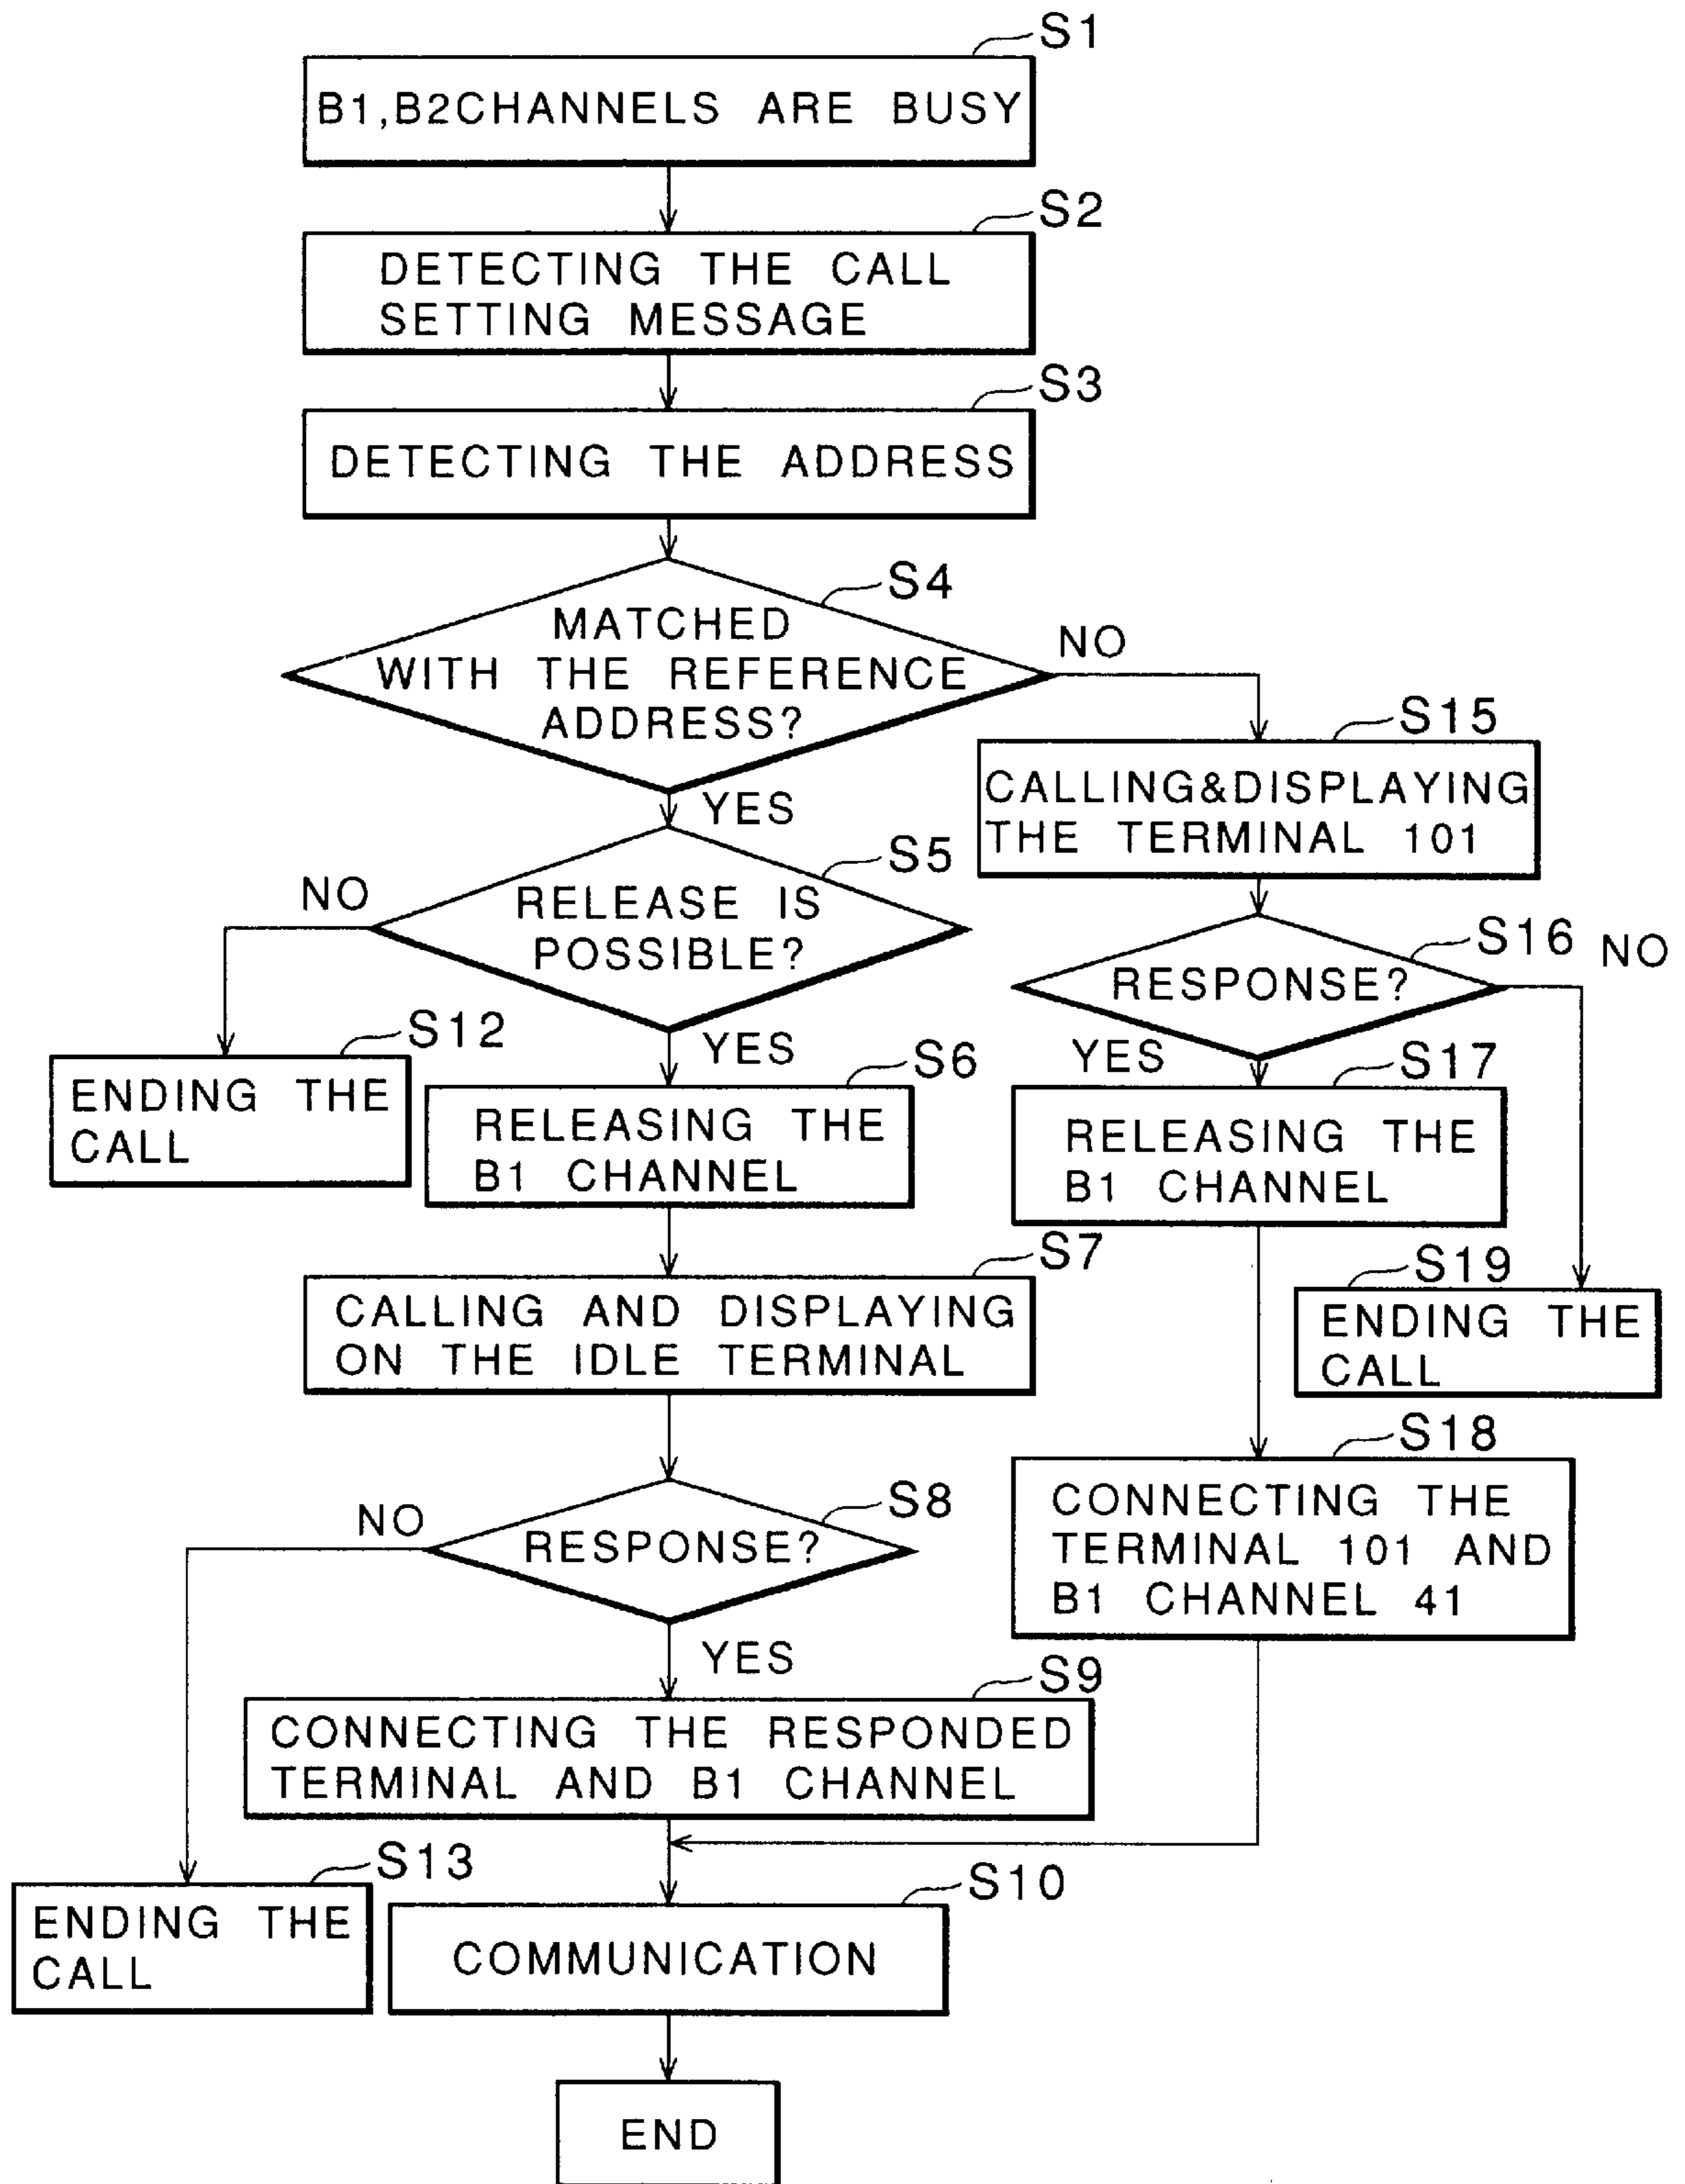 S1
B1,B2CHANNELS ARE BUSY
S2
DETECTING THE CALL
SETTING MESSAGE
S3
DETECTING THE ADDRESS
S4
MATCHED
WITH THE REFERENCE
ADDRESS?
NO
YES
S15
CALLING&DISPLAYING
THE TERMINAL 101
S5
RELEASE IS
POSSIBLE?
NO
YES
S16
RESPONSE?
NO
YES
S12
ENDING THE
CALL
S6
RELEASING THE
B1 CHANNEL
S17
RELEASING THE
B1 CHANNEL
S7
CALLING AND DISPLAYING
ON THE IDLE TERMINAL
S19
ENDING THE
CALL
S18
CONNECTING THE
TERMINAL 101 AND
B1 CHANNEL 41
S8
RESPONSE?
NO
YES
S9
CONNECTING THE RESPONDED
TERMINAL AND B1 CHANNEL
S13
ENDING THE
CALL
S10
COMMUNICATION
END